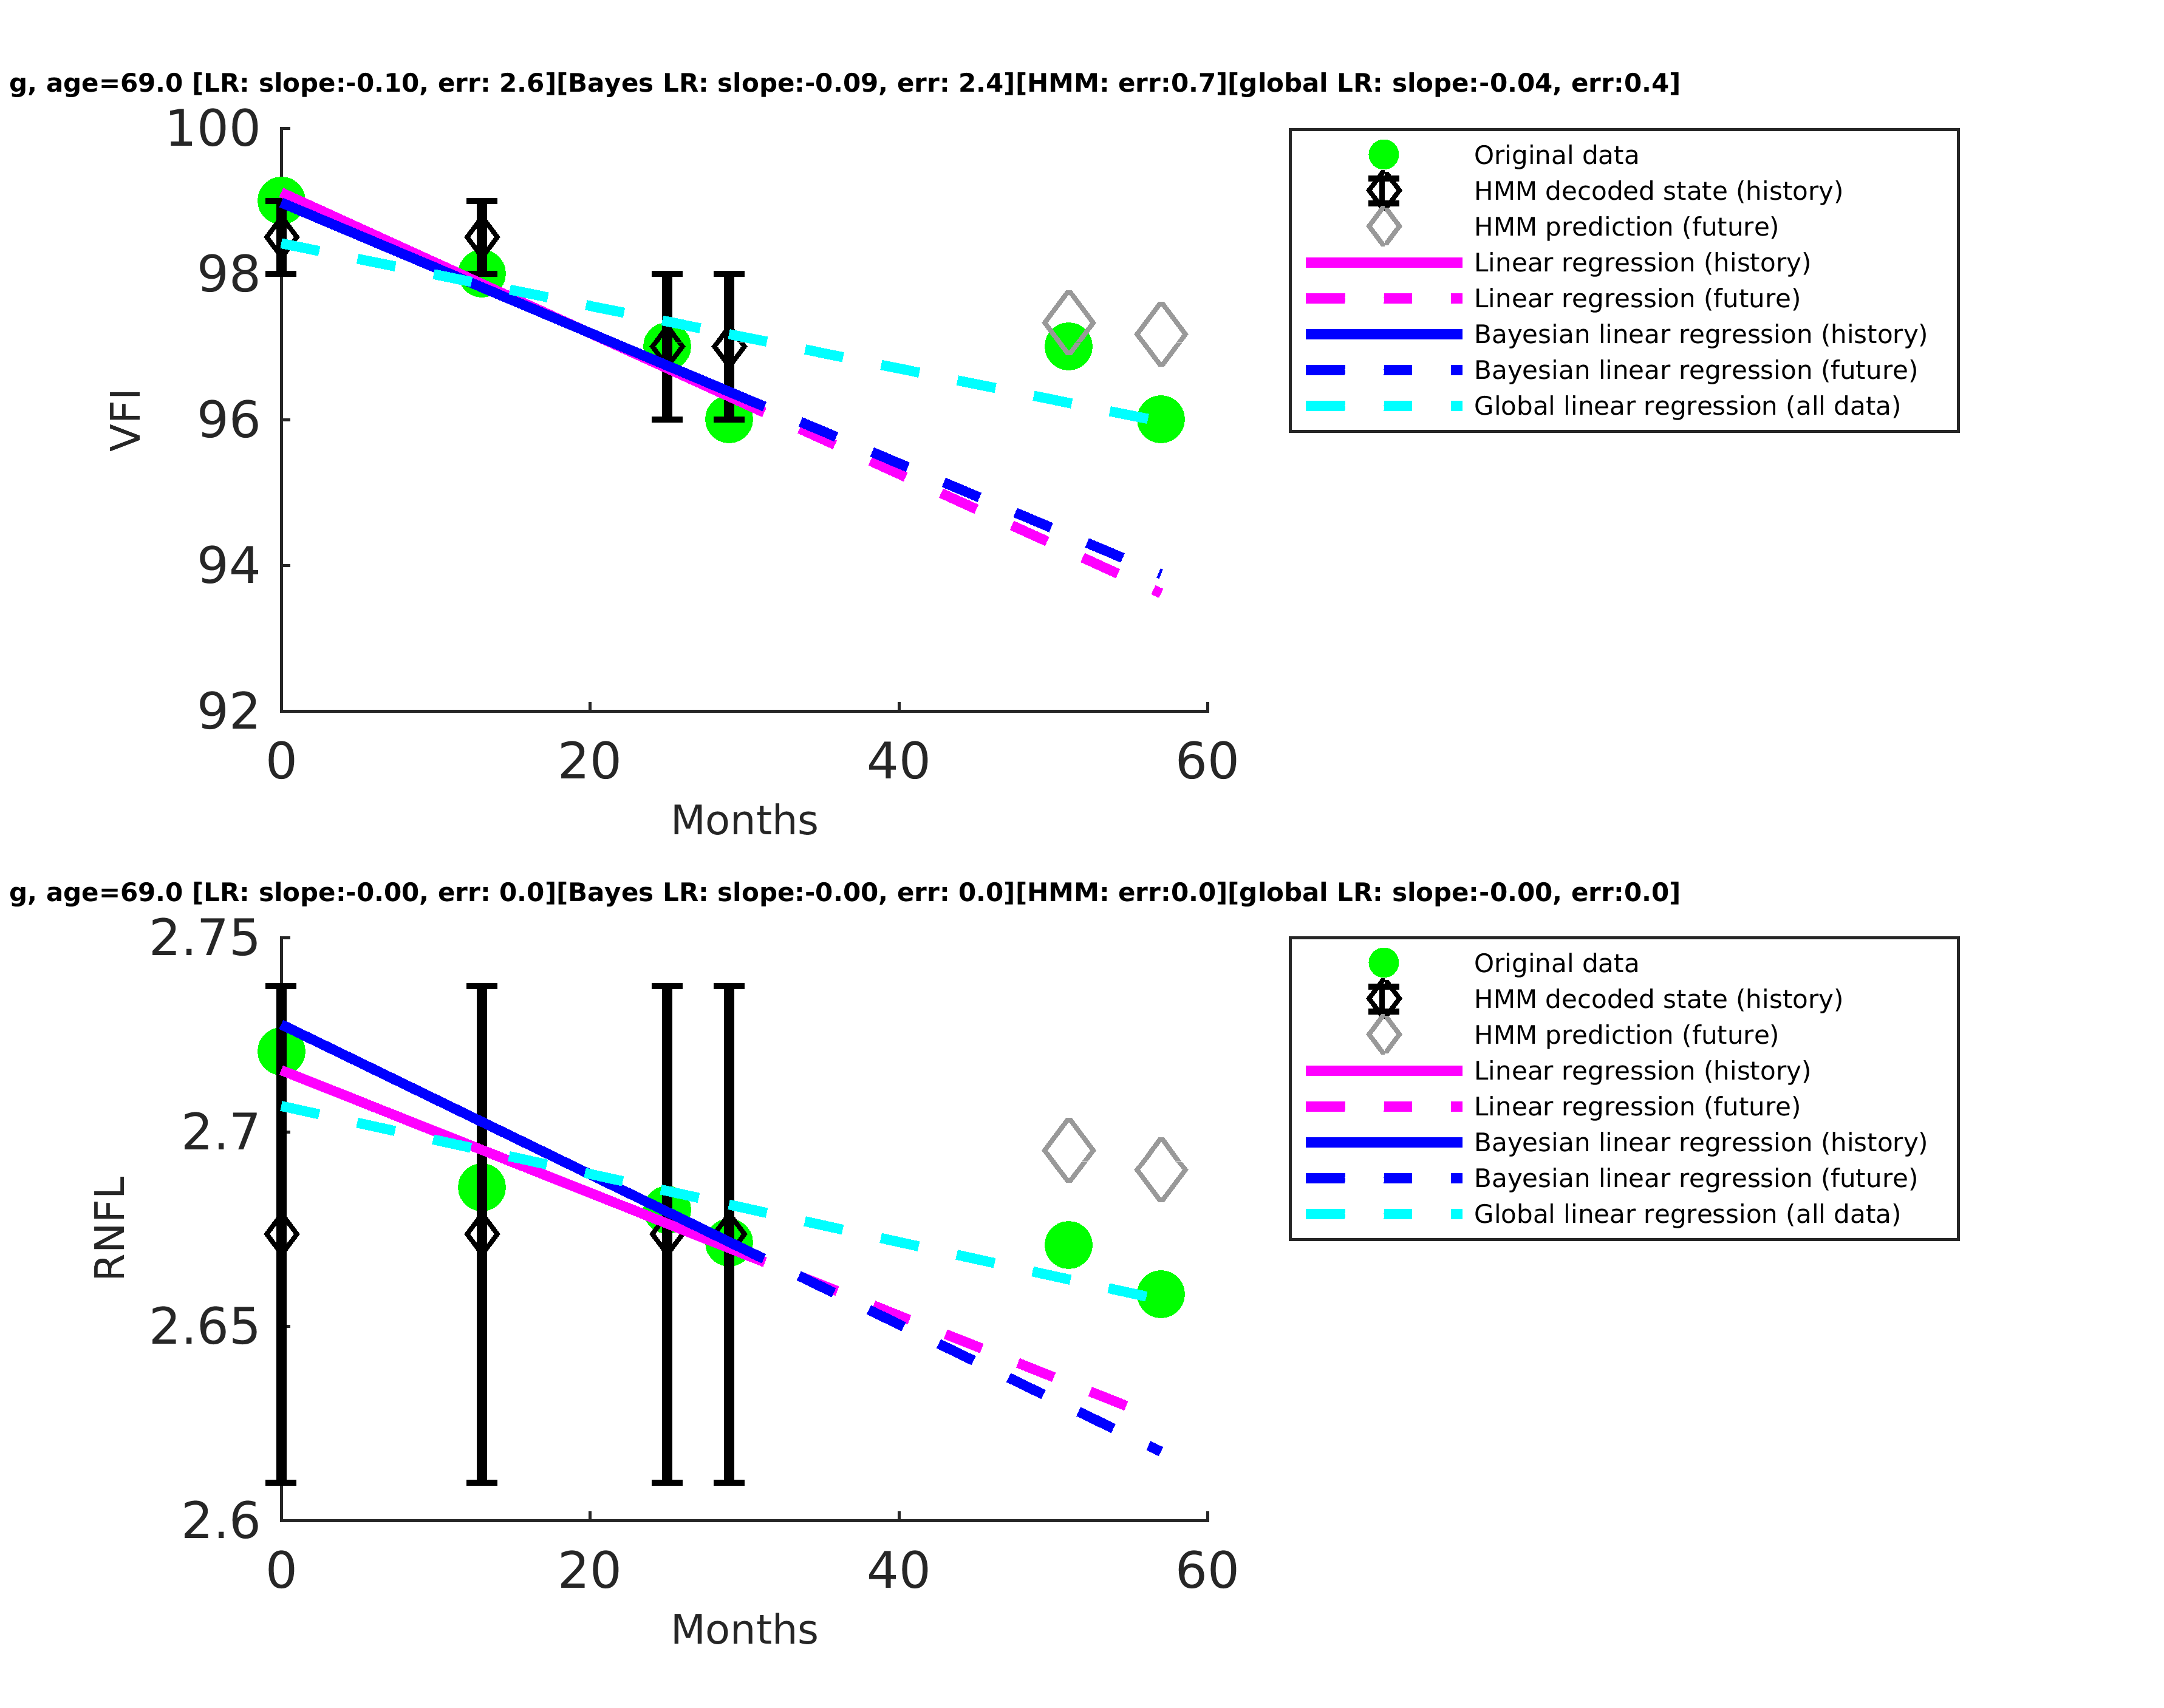 g, age=69.0 [LR: slope:-0.10, err: 2.6][Bayes LR: slope:-0.09, err: 2.4][HMM: err:0.7][global LR: slope:-0.04, err:0.4]
100
98
96
94
92
VFI
0 20 40 60
Months
Original data
HMM decoded state (history)
HMM prediction (future)
Linear regression (history)
Linear regression (future)
Bayesian linear regression (history)
Bayesian linear regression (future)
Global linear regression (all data)
g, age=69.0 [LR: slope:-0.00, err: 0.0][Bayes LR: slope:-0.00, err: 0.0][HMM: err:0.0][global LR: slope:-0.00, err:0.0]
2.75
2.7
2.65
2.6
RNFL
0 20 40 60
Months
Original data
HMM decoded state (history)
HMM prediction (future)
Linear regression (history)
Linear regression (future)
Bayesian linear regression (history)
Bayesian linear regression (future)
Global linear regression (all data)